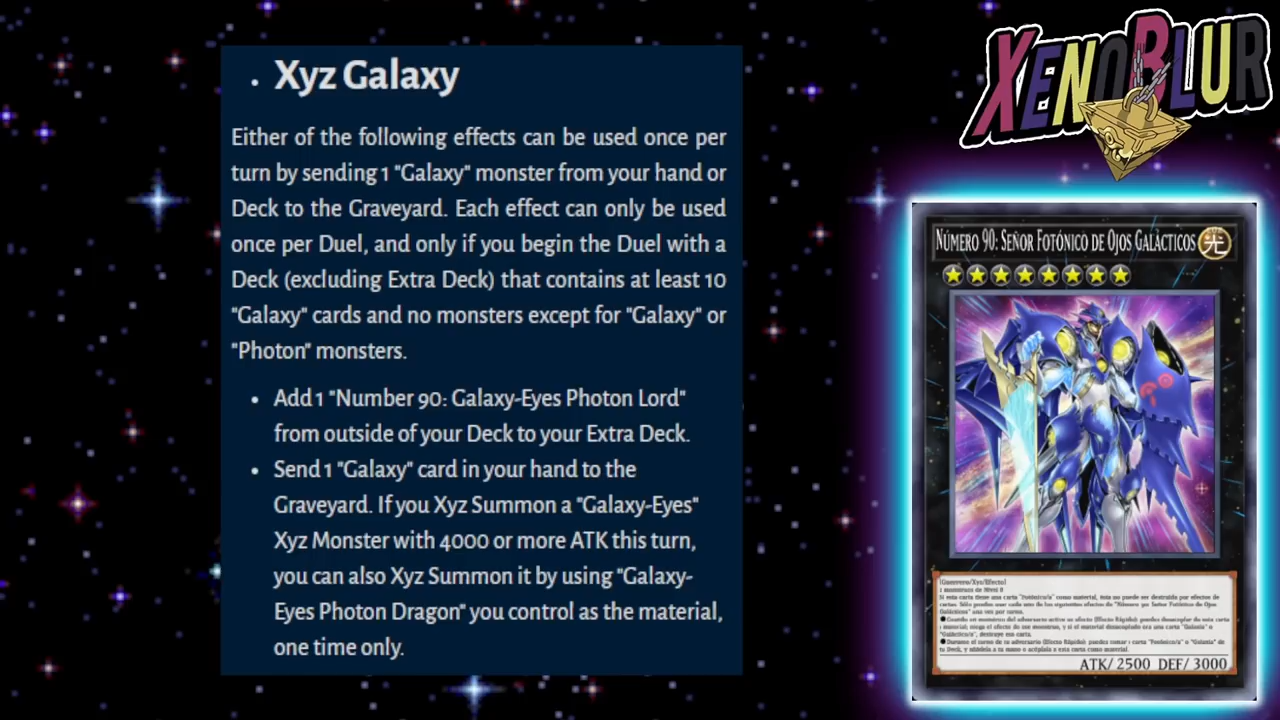 XENOBLUR
• Xyz Galaxy
Either of the following effects can be used once per
turn by sending 1 "Galaxy" monster from your hand or
Deck to the Graveyard. Each effect can only be used
once per Duel, and only if you begin the Duel with a
Deck (excluding Extra Deck) that contains at least 10
"Galaxy" cards and no monsters except for "Galaxy" or
"Photon" monsters.
• Add 1 "Number 90: Galaxy-Eyes Photon Lord"
from outside of your Deck to your Extra Deck.
• Send 1 "Galaxy" card in your hand to the
Graveyard. If you Xyz Summon a "Galaxy-Eyes"
Xyz Monster with 4000 or more ATK this turn,
you can also Xyz Summon it by using "Galaxy-
Eyes Photon Dragon" you control as the material,
one time only.
Número 90: Señor Fotónico de Ojos Galácticos
光
[Guerrero/Xyz/Efecto]
ATK/ 2500 DEF/ 3000